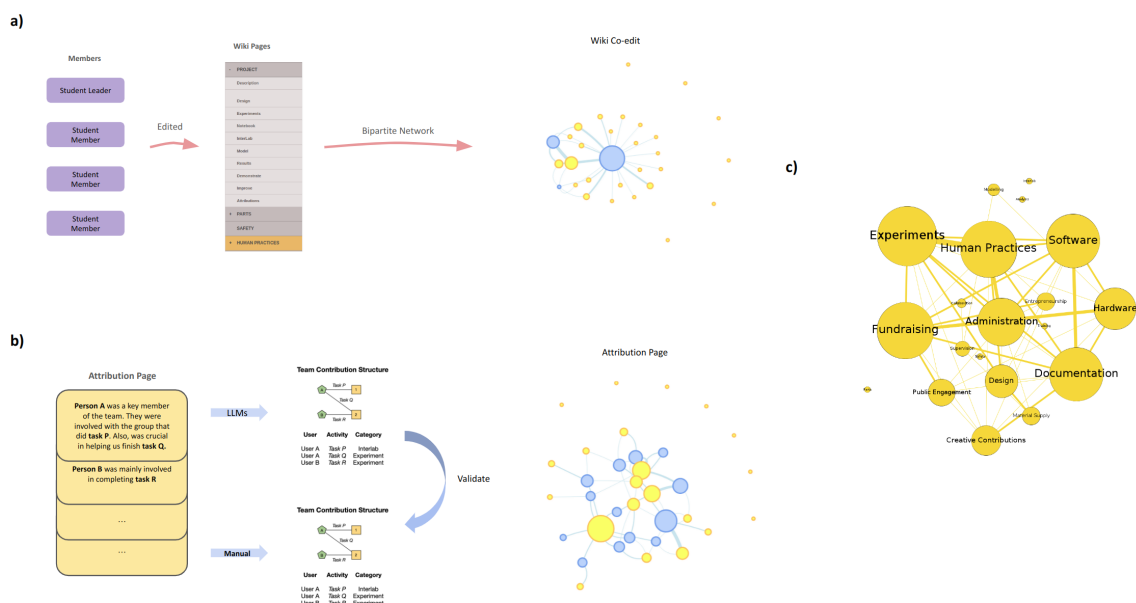 a)
Members
Student Leader
Student
Member
Student
Member
Student
Member
Edited
Wiki Pages
- PROJECT
Description
Design
Experiments
Notebook
InterLab
Model
Results
Demonstrate
Improve
Attributions
+ PARTS
SAFETY
+ HUMAN PRACTICES
Bipartite Network
Wiki Co-edit
b)
Attribution Page
Person A was a key member
of the team. They were
involved with the group that
did task P. Also, was crucial
in helping us finish task Q.
Person B was mainly involved
in completing task R
...
...
LLMs
Manual
Team Contribution Structure
Task P
Task Q
Task R
User Activity Category
User A Task P Interlab
User A Task Q Experiment
User B Task R Experiment
Validate
Team Contribution Structure
Task P
Task Q
Task R
User Activity Category
User A Task P Interlab
User A Task Q Experiment
User B Task R Experiment
Attribution Page
c)
Modelling
Experiments
Human Practices
Software
Entrepreneurship
Hardware
Fundraising
Administration
Supervision
Documentation
Design
Public Engagement
Material Supply
Creative Contributions